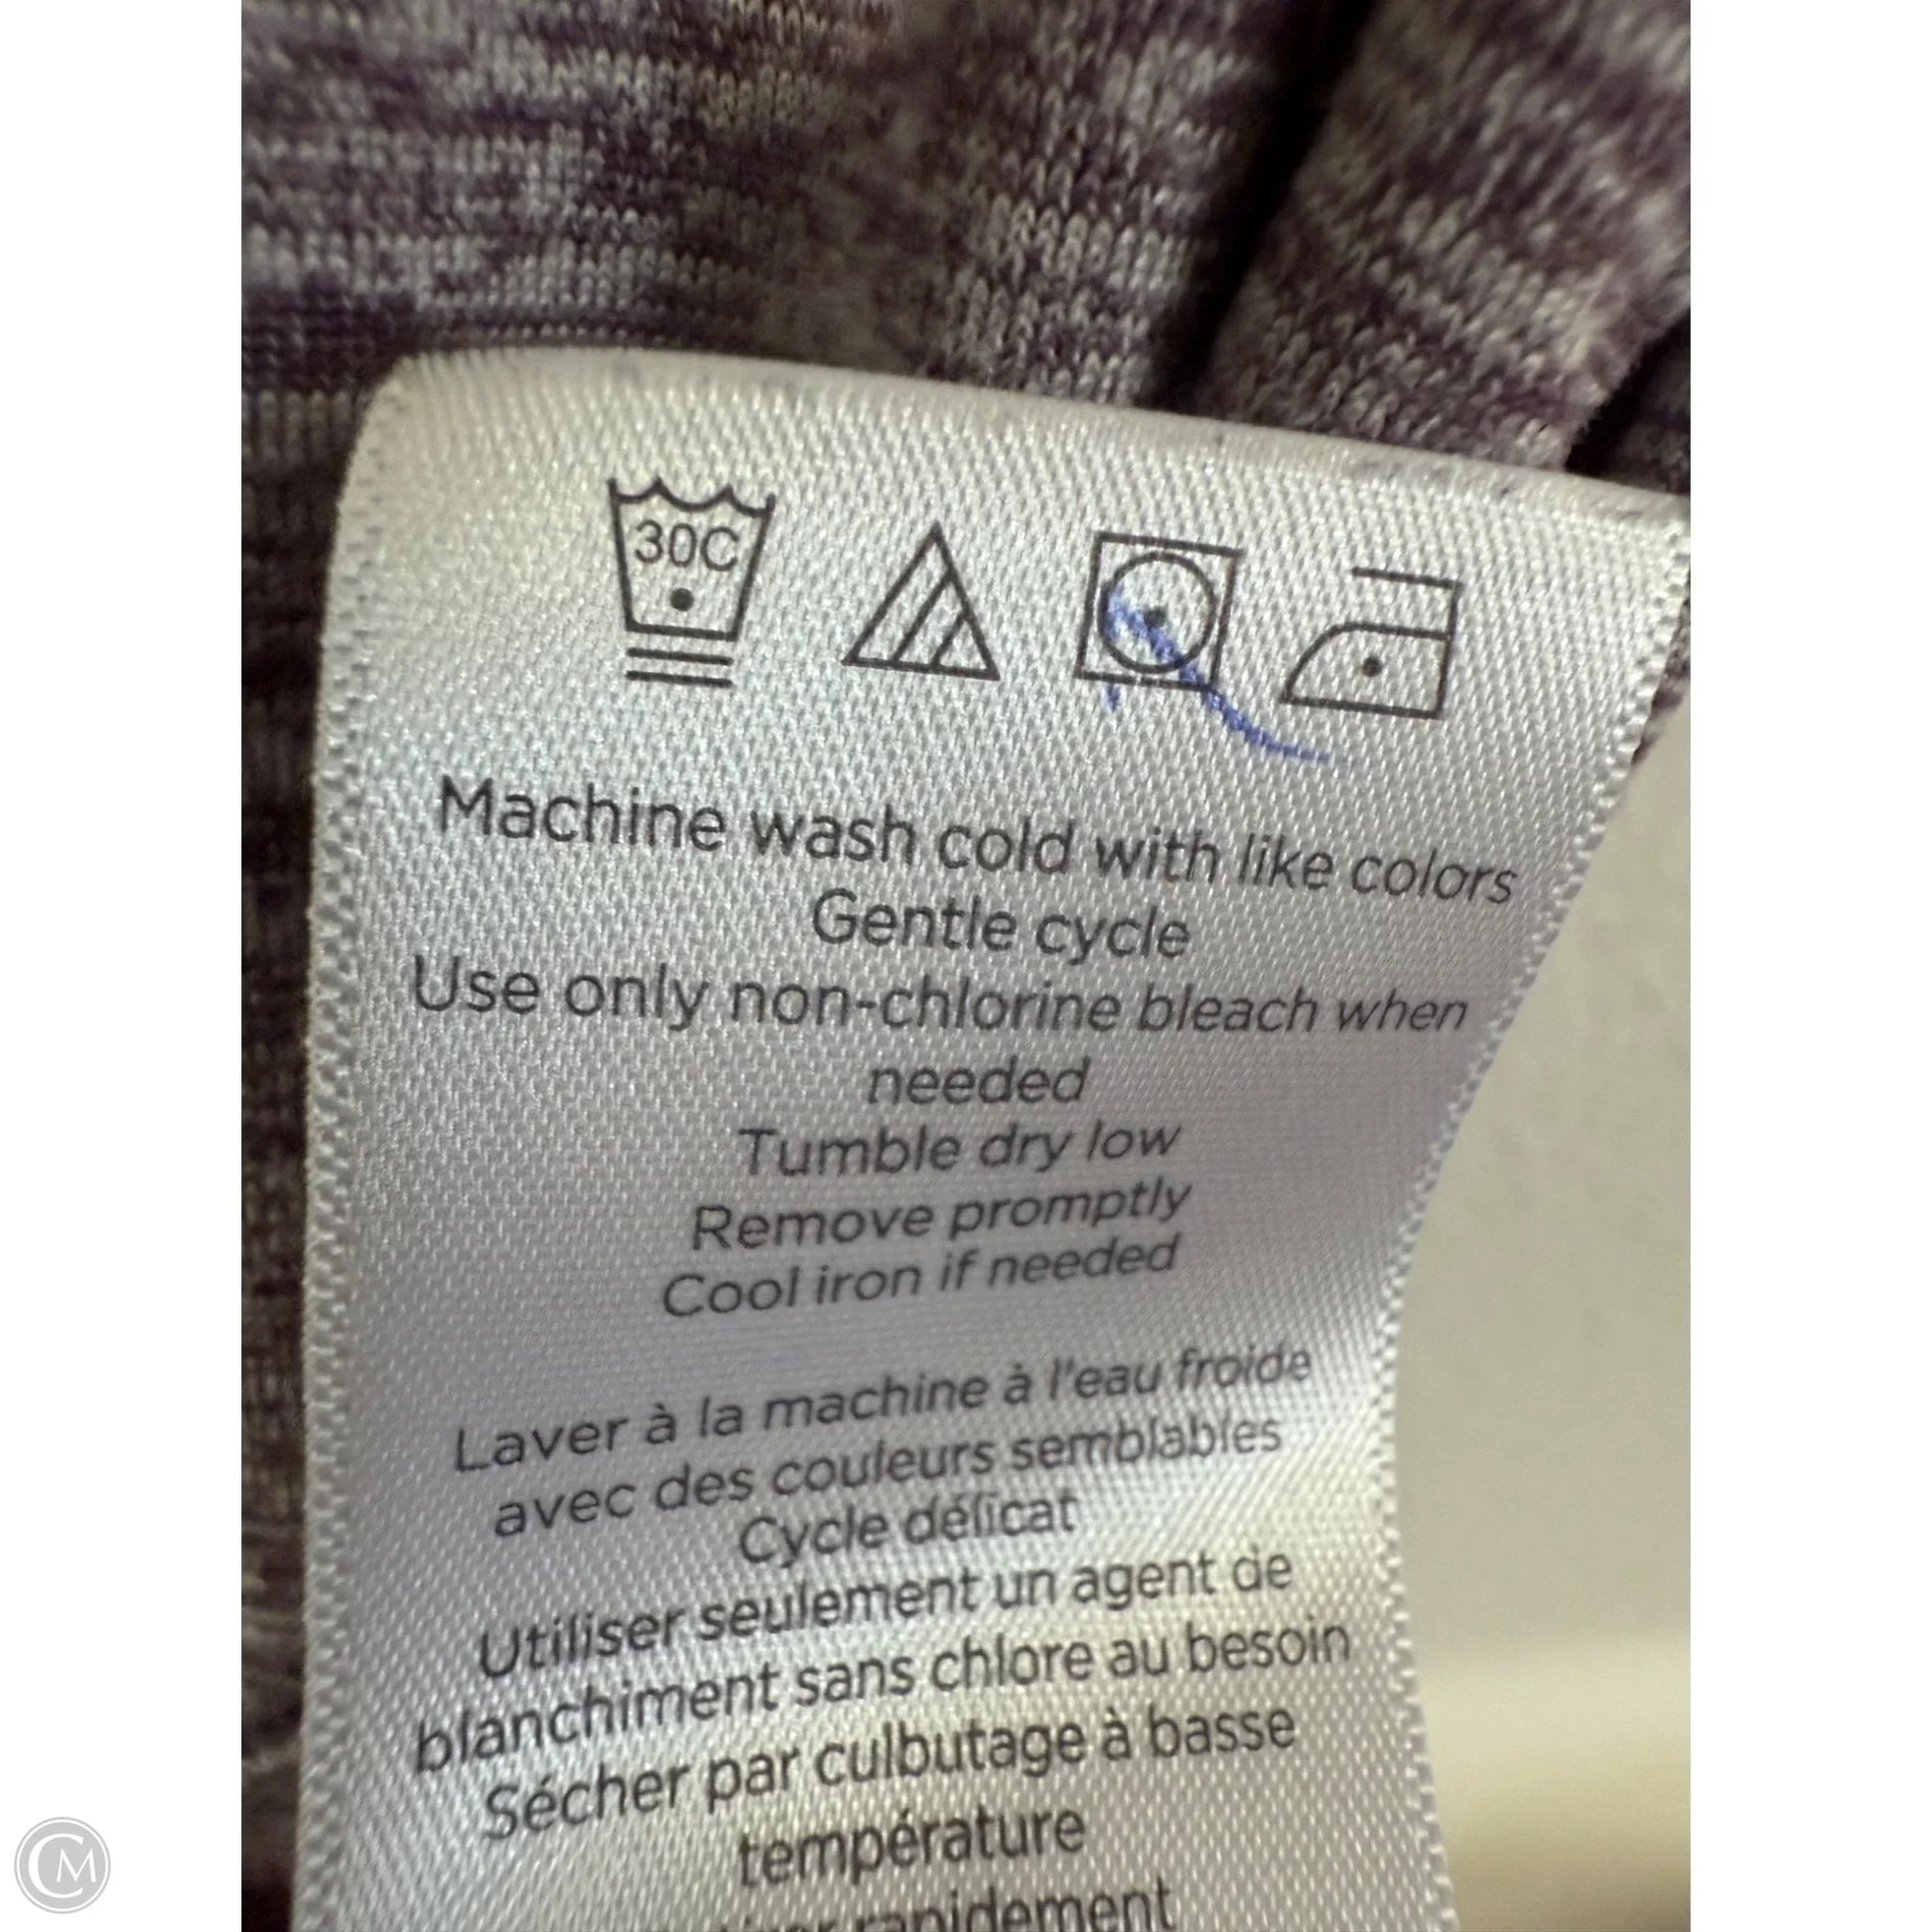 30C
Machine wash cold with like colors
Gentle cycle
Use only non-chlorine bleach when
needed
Tumble dry low
Remove promptly
Cool iron if needed
Laver à la machine à l'eau froide
avec des couleurs semblables
Cycle délicat
Utiliser seulement un agent de
blanchiment sans chlore au besoin
Sécher par culbutage à basse
température
rapidement
CM